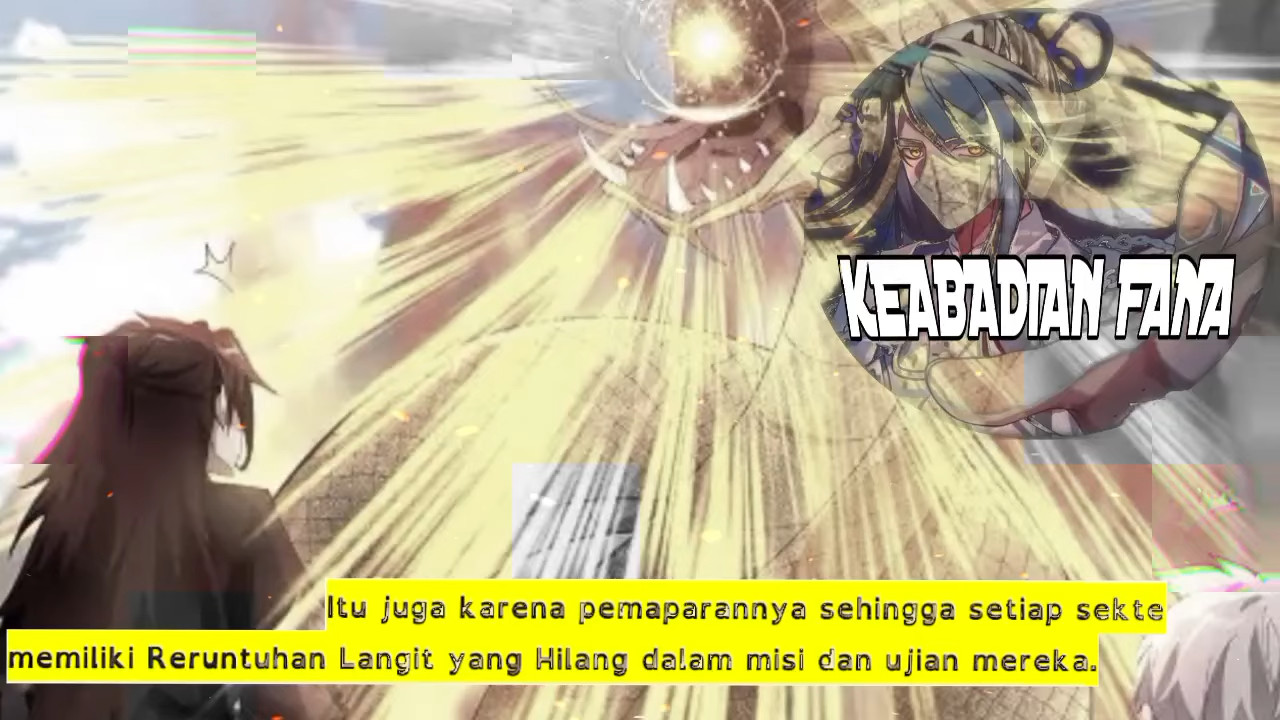 KEABADIAN FANA
Itu juga karena pemaparannya sehingga setiap sekte
memiliki Reruntuhan Langit yang Hilang dalam misi dan ujian mereka.